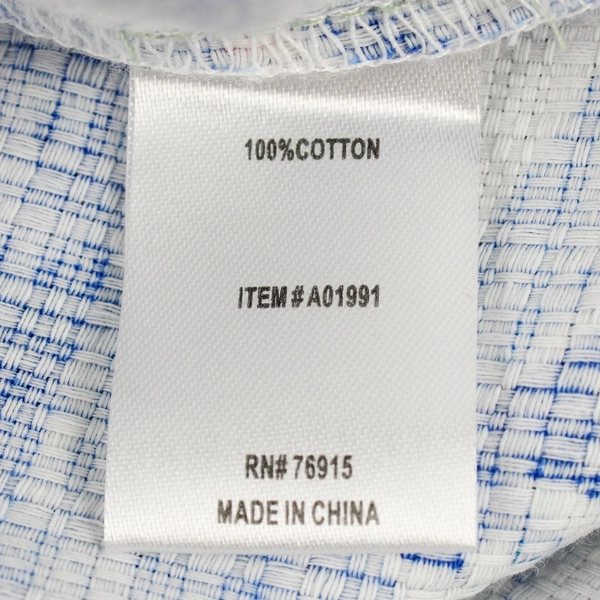 100%COTTON
ITEM# A01991
RN# 76915
MADE IN CHINA